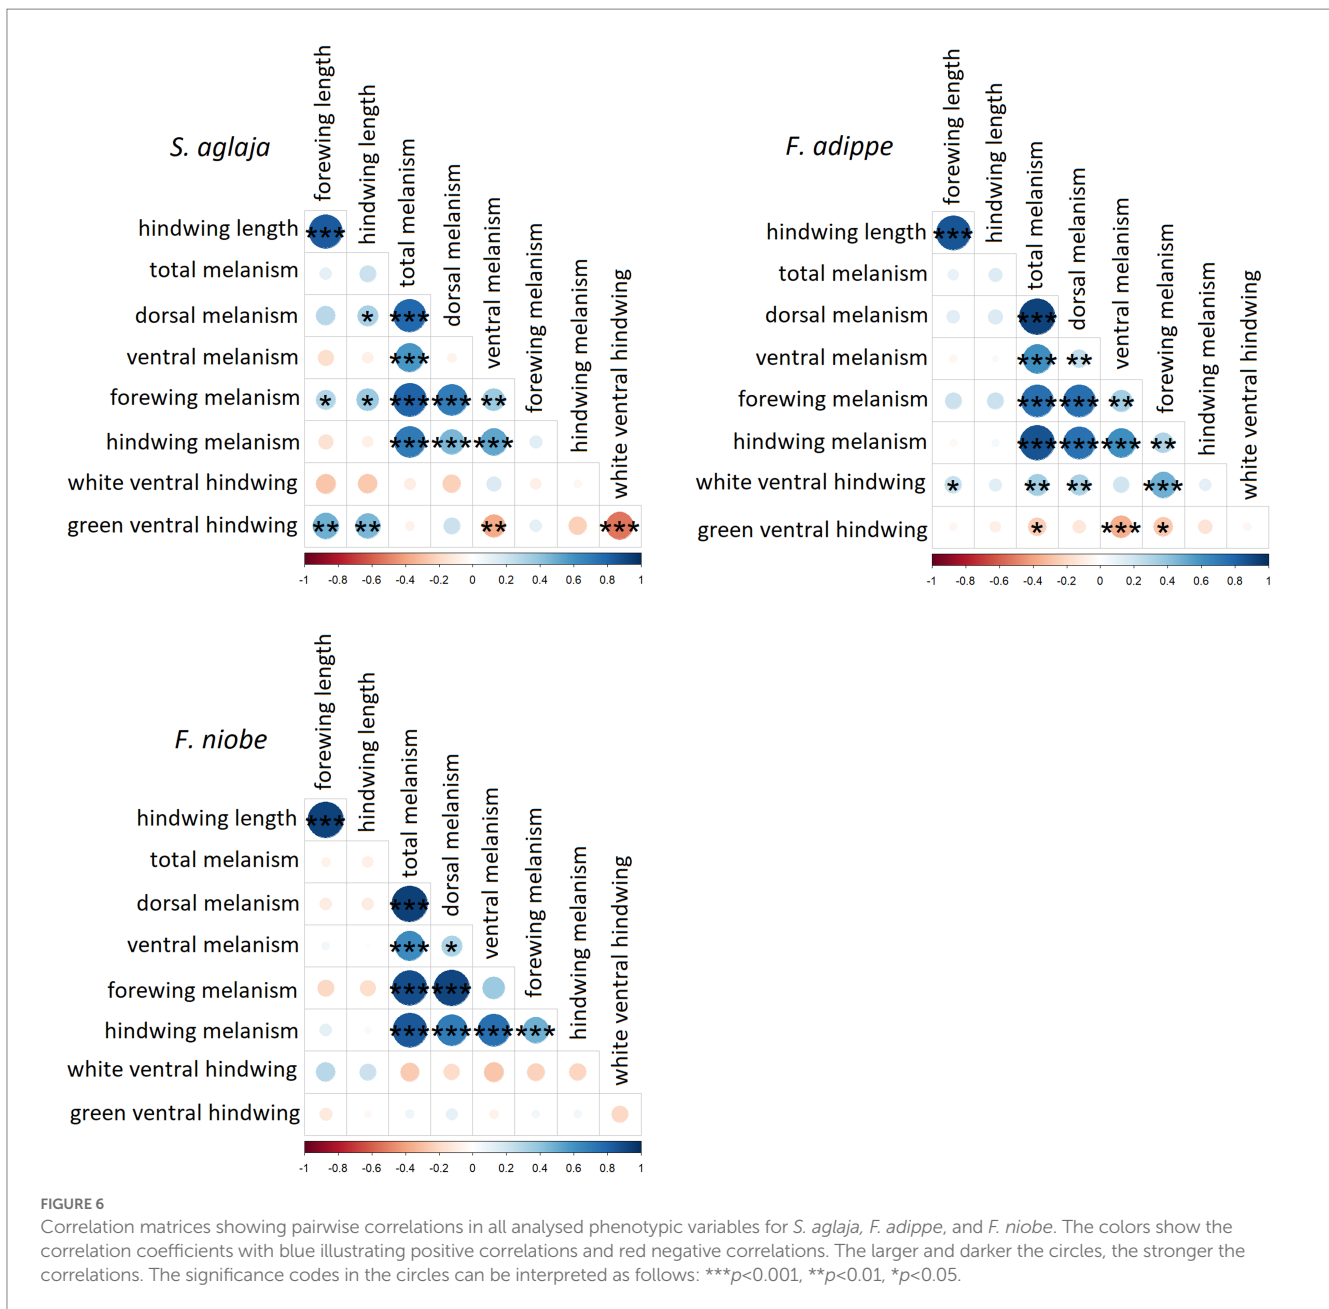 S. aglaja
forewing length
hindwing length
total melanism
dorsal melanism
ventral melanism
forewing melanism
hindwing melanism
white ventral hindwing
hindwing length
***
total melanism
dorsal melanism
* ***
ventral melanism
***
forewing melanism
* * *** *** **
hindwing melanism
*** *** ***
white ventral hindwing
green ventral hindwing
** ** ** ***
-1 -0.8 -0.6 -0.4 -0.2 0 0.2 0.4 0.6 0.8 1
F. adippe
forewing length
hindwing length
total melanism
dorsal melanism
ventral melanism
forewing melanism
hindwing melanism
white ventral hindwing
hindwing length
***
total melanism
dorsal melanism
***
ventral melanism
*** **
forewing melanism
*** *** **
hindwing melanism
*** *** *** **
white ventral hindwing
* ** ** ***
green ventral hindwing
* *** *
-1 -0.8 -0.6 -0.4 -0.2 0 0.2 0.4 0.6 0.8 1
F. niobe
forewing length
hindwing length
total melanism
dorsal melanism
ventral melanism
forewing melanism
hindwing melanism
white ventral hindwing
hindwing length
***
total melanism
dorsal melanism
***
ventral melanism
*** *
forewing melanism
*** ***
hindwing melanism
*** *** *** ***
white ventral hindwing
green ventral hindwing
-1 -0.8 -0.6 -0.4 -0.2 0 0.2 0.4 0.6 0.8 1
FIGURE 6
Correlation matrices showing pairwise correlations in all analysed phenotypic variables for S. aglaja, F. adippe, and F. niobe. The colors show the
correlation coefficients with blue illustrating positive correlations and red negative correlations. The larger and darker the circles, the stronger the
correlations. The significance codes in the circles can be interpreted as follows: ***p<0.001, **p<0.01, *p<0.05.